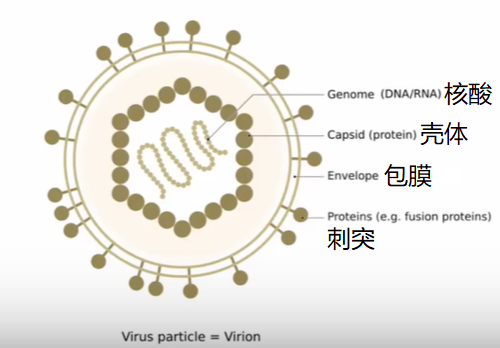 Genome (DNA/RNA) 核酸
Capsid (protein) 壳体
Envelope 包膜
Proteins (e.g. fusion proteins)
刺突
Virus particle = Virion